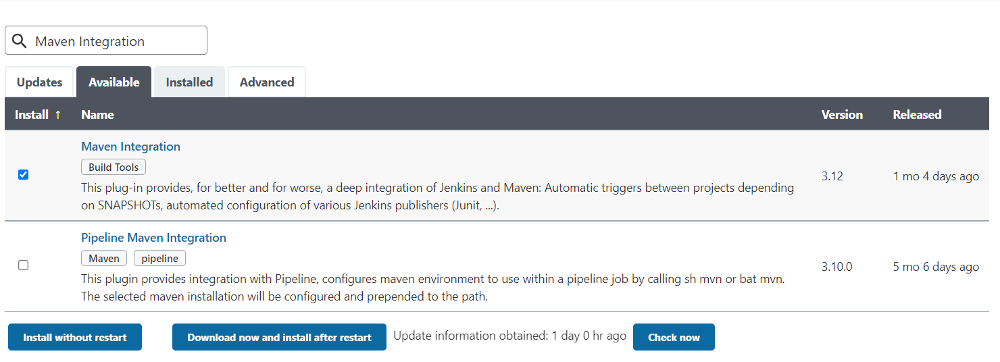 Maven Integration
Updates Available Installed Advanced
Install ↑ Name Version Released
Maven Integration
Build Tools
This plug-in provides, for better and for worse, a deep integration of Jenkins and Maven: Automatic triggers between projects depending
on SNAPSHOTs, automated configuration of various Jenkins publishers (Junit, ...).
3.12 1 mo 4 days ago
Pipeline Maven Integration
Maven pipeline
This plugin provides integration with Pipeline, configures maven environment to use within a pipeline job by calling sh mvn or bat mvn.
The selected maven installation will be configured and prepended to the path.
3.10.0 5 mo 6 days ago
Install without restart Download now and install after restart Update information obtained: 1 day 0 hr ago Check now